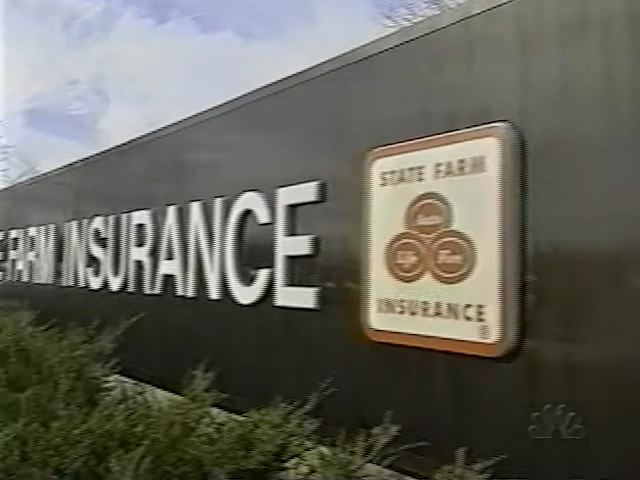 E FARM INSURANCE
STATE FARM
Auto
Life Fire
INSURANCE
®